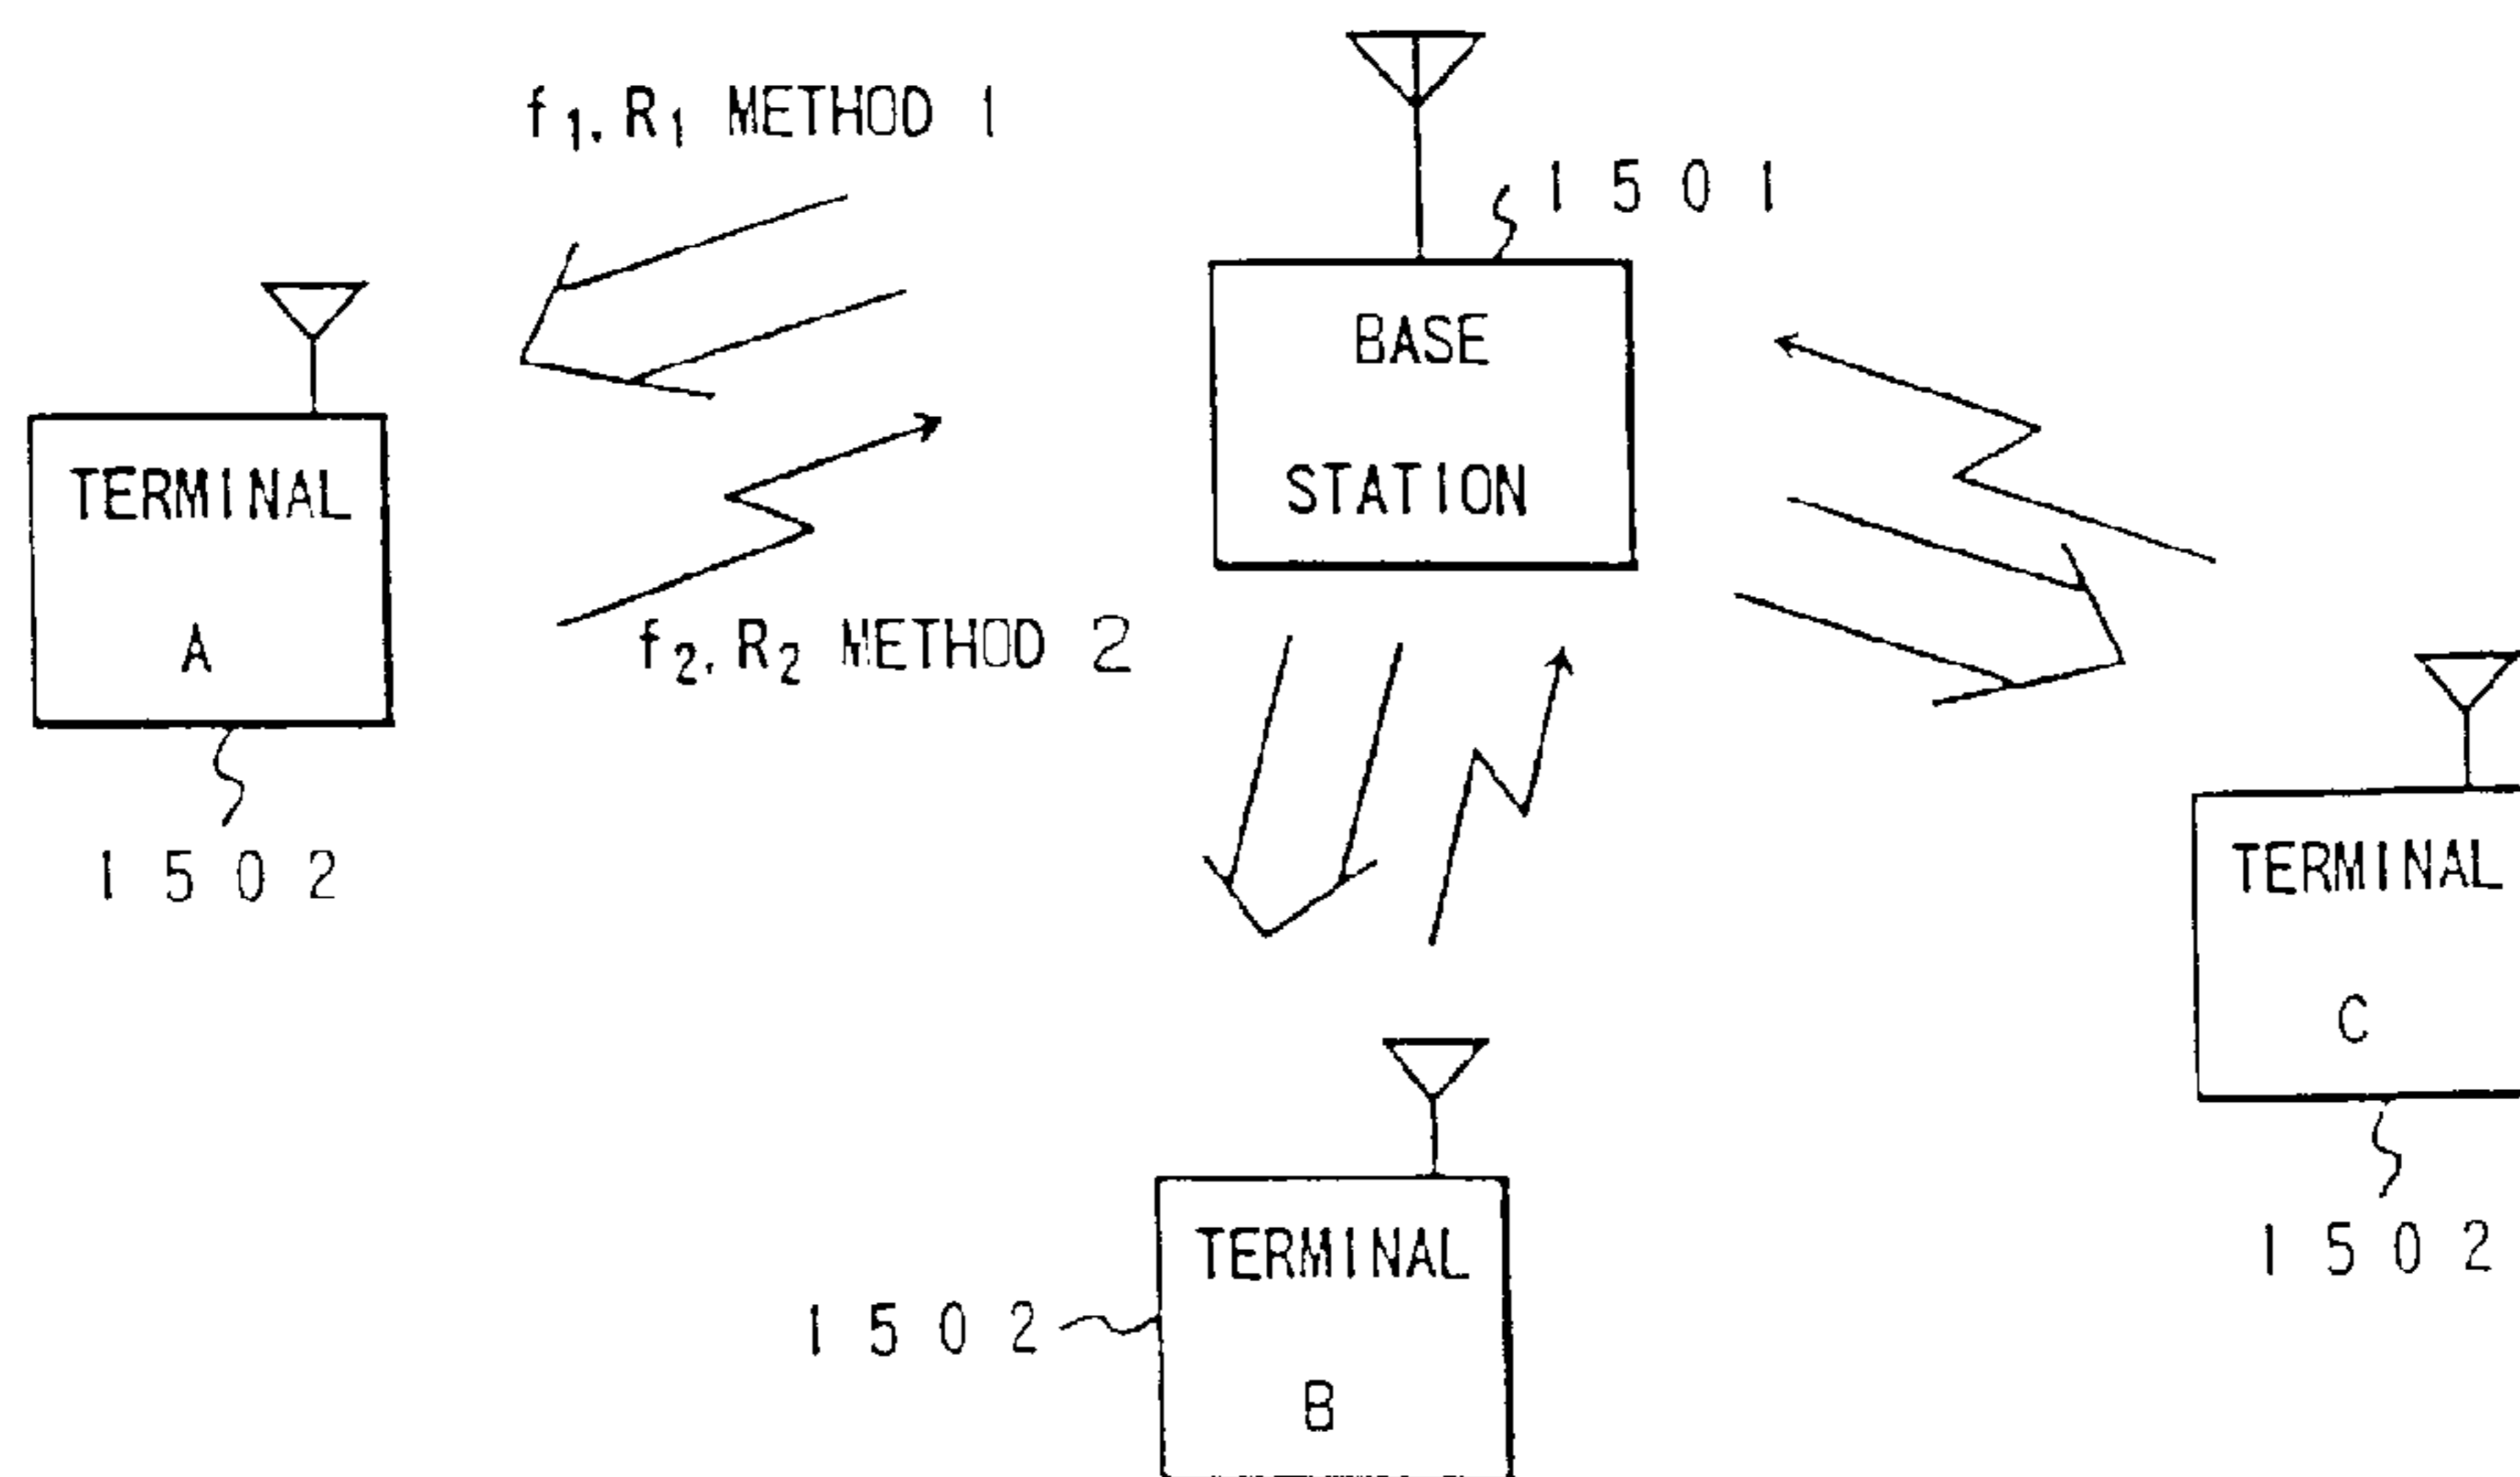 f₁, R₁ METHOD 1
1501
BASE
STATION
TERMINAL
A
f₂, R₂ METHOD 2
1502
TERMINAL
C
1502
TERMINAL
B
1502